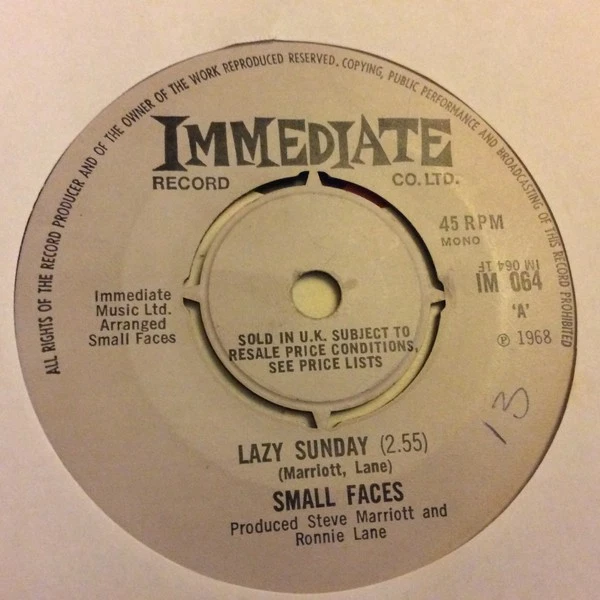 ALL RIGHTS OF THE RECORD PRODUCER AND OF THE OWNER OF THE WORK REPRODUCED RESERVED. COPYING, PUBLIC PERFORMANCE AND BROADCASTING OF THIS RECORD PROHIBITED
IMMEDIATE
RECORD CO. LTD.
45 RPM
MONO
IM 064 1F
IM 064
'A'
℗ 1968
Immediate
Music Ltd.
Arranged
Small Faces
SOLD IN U.K. SUBJECT TO
RESALE PRICE CONDITIONS,
SEE PRICE LISTS
13
LAZY SUNDAY (2.55)
(Marriott, Lane)
SMALL FACES
Produced Steve Marriott and
Ronnie Lane